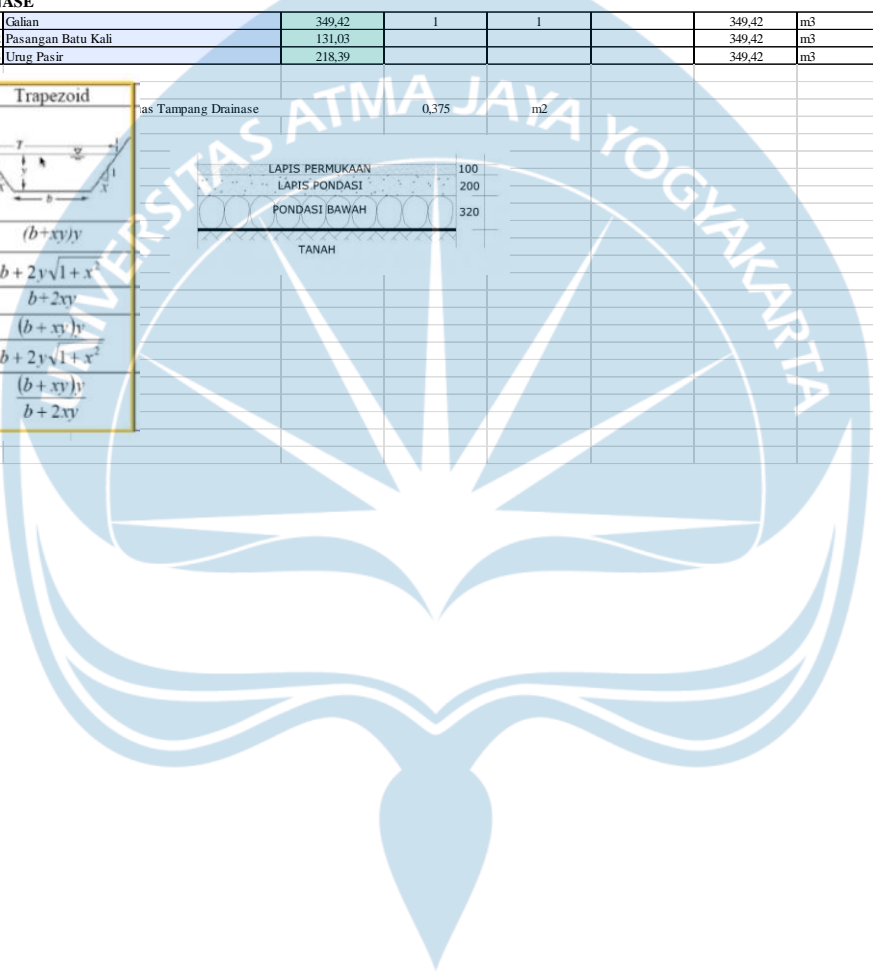 NASE
Galian 349,42 1 1 349,42 m3
Pasangan Batu Kali 131,03 349,42 m3
Urug Pasir 218,39 349,42 m3
Trapezoid
as Tampang Drainase 0,375 m2
T
y
1
x
b
LAPIS PERMUKAAN 100
LAPIS PONDASI 200
PONDASI BAWAH 320
TANAH
(b+xy)y
b + 2y√1 + x²
b+2xy
(b + xy)y
b + 2y√1 + x²
(b + xy)y
b + 2xy
UNIVERSITAS ATMA JAYA YOGYAKARTA